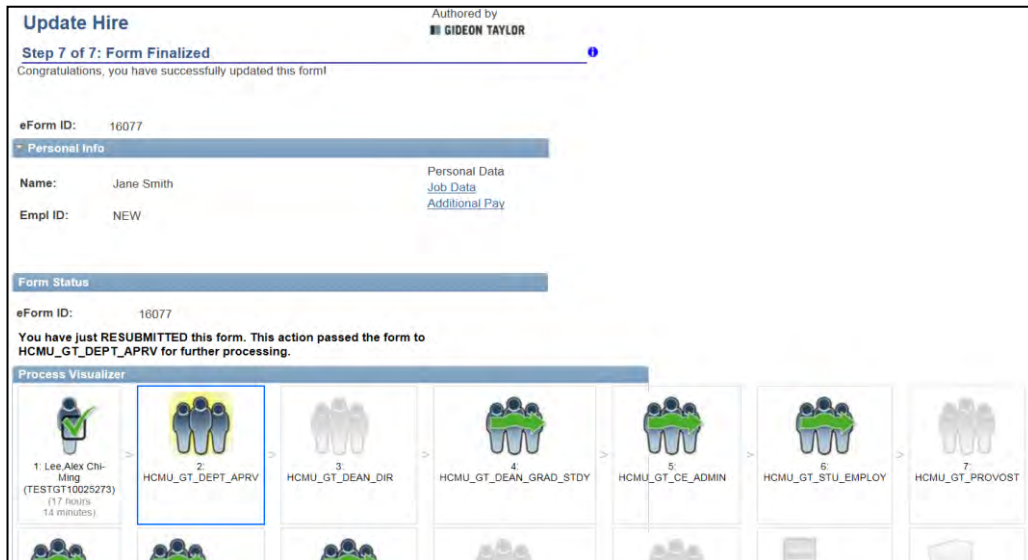 Update Hire
Authored by
GIDEON TAYLOR
Step 7 of 7: Form Finalized
Congratulations, you have successfully updated this form!
eForm ID: 16077
Personal Info
Name: Jane Smith
Personal Data
Job Data
Additional Pay
Empl ID: NEW
Form Status
eForm ID: 16077
You have just RESUBMITTED this form. This action passed the form to
HCMU_GT_DEPT_APRV for further processing.
Process Visualizer
1: Lee,Alex Chi-
Ming
(TESTGT10025273)
(17 hours
14 minutes)
>
2:
HCMU_GT_DEPT_APRV
>
3:
HCMU_GT_DEAN_DIR
>
4:
HCMU_GT_DEAN_GRAD_STDY
>
5:
HCMU_GT_CE_ADMIN
>
6:
HCMU_GT_STU_EMPLOY
>
7:
HCMU_GT_PROVOST